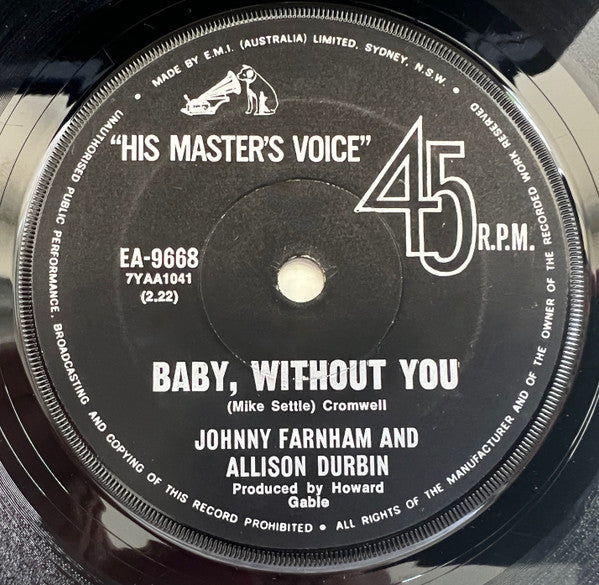 • MADE BY E.M.I. (AUSTRALIA) LIMITED, SYDNEY, N.S.W. •
"HIS MASTER'S VOICE"
45 R.P.M.
EA-9668
7YAA1041
(2.22)
BABY, WITHOUT YOU
(Mike Settle) Cromwell
JOHNNY FARNHAM AND
ALLISON DURBIN
Produced by Howard
Gable
UNAUTHORISED PUBLIC PERFORMANCE, BROADCASTING AND COPYING OF THIS RECORD PROHIBITED • ALL RIGHTS OF THE MANUFACTURER AND OF THE OWNER OF THE RECORDED WORK RESERVED